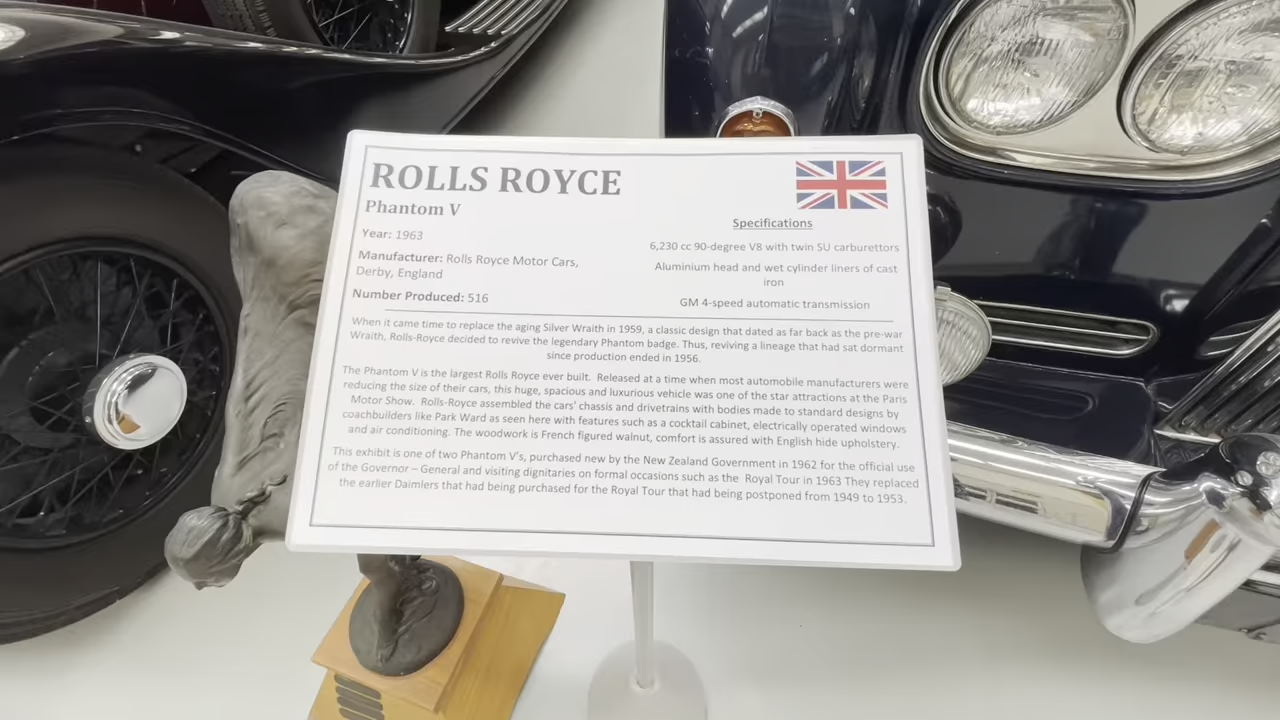 ROLLS ROYCE
Phantom V
Year: 1963
Manufacturer: Rolls Royce Motor Cars,
Derby, England
Number Produced: 516
Specifications
6,230 cc 90-degree V8 with twin SU carburettors
Aluminium head and wet cylinder liners of cast
iron
GM 4-speed automatic transmission
When it came time to replace the aging Silver Wraith in 1959, a classic design that dated as far back as the pre-war
Wraith, Rolls-Royce decided to revive the legendary Phantom badge. Thus, reviving a lineage that had sat dormant
since production ended in 1956.
The Phantom V is the largest Rolls Royce ever built. Released at a time when most automobile manufacturers were
reducing the size of their cars, this huge, spacious and luxurious vehicle was one of the star attractions at the Paris
Motor Show. Rolls-Royce assembled the cars' chassis and drivetrains with bodies made to standard designs by
coachbuilders like Park Ward as seen here with features such as a cocktail cabinet, electrically operated windows
and air conditioning. The woodwork is French figured walnut, comfort is assured with English hide upholstery.
This exhibit is one of two Phantom V's, purchased new by the New Zealand Government in 1962 for the official use
of the Governor – General and visiting dignitaries on formal occasions such as the Royal Tour in 1963 They replaced
the earlier Daimlers that had being purchased for the Royal Tour that had being postponed from 1949 to 1953.